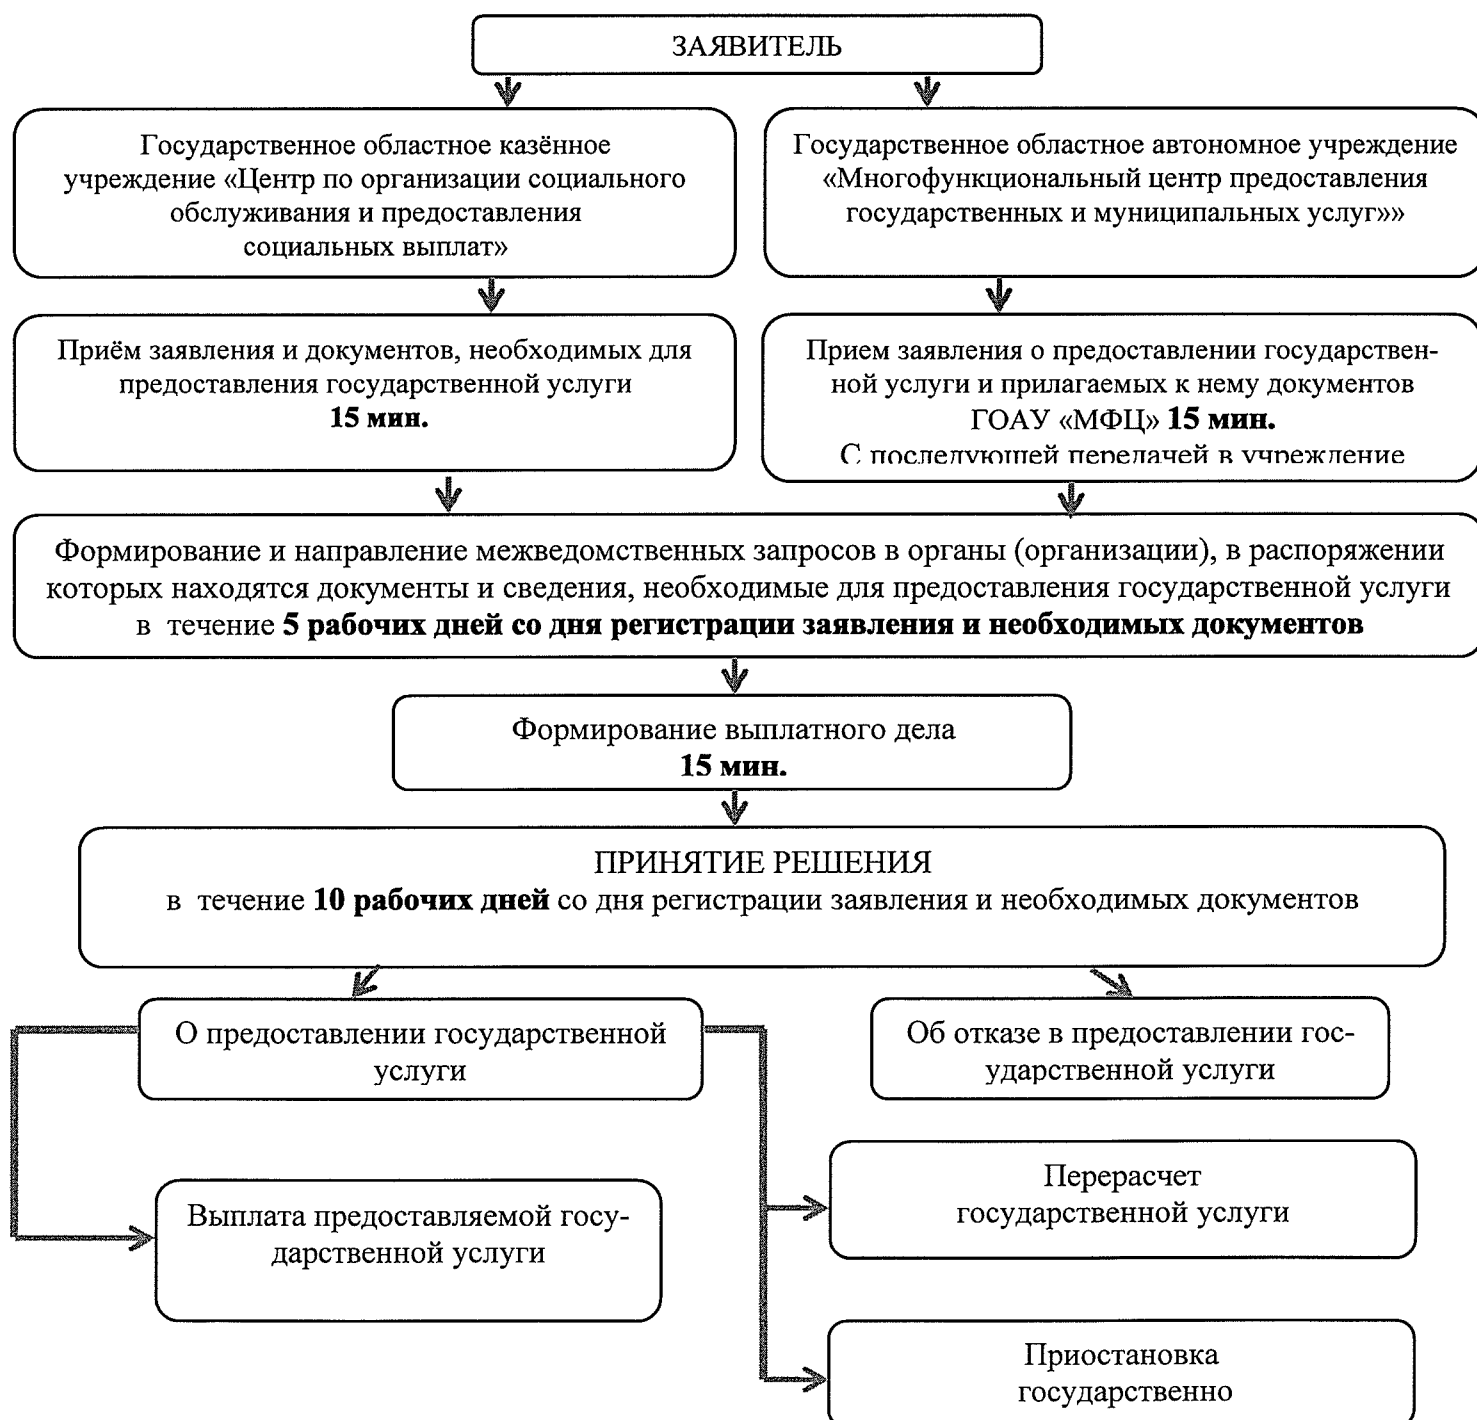 ЗАЯВИТЕЛЬ
Государственное областное казённое
учреждение «Центр по организации социального
обслуживания и предоставления
социальных выплат»
Государственное областное автономное учреждение
«Многофункциональный центр предоставления
государственных и муниципальных услуг»»
Приём заявления и документов, необходимых для
предоставления государственной услуги
15 мин.
Прием заявления о предоставлении государствен-
ной услуги и прилагаемых к нему документов
ГОАУ «МФЦ» 15 мин.
С последующей передачей в учреждение
Формирование и направление межведомственных запросов в органы (организации), в распоряжении
которых находятся документы и сведения, необходимые для предоставления государственной услуги
в течение 5 рабочих дней со дня регистрации заявления и необходимых документов
Формирование выплатного дела
15 мин.
ПРИНЯТИЕ РЕШЕНИЯ
в течение 10 рабочих дней со дня регистрации заявления и необходимых документов
О предоставлении государственной
услуги
Об отказе в предоставлении гос-
ударственной услуги
Выплата предоставляемой госу-
дарственной услуги
Перерасчет
государственной услуги
Приостановка
государственно